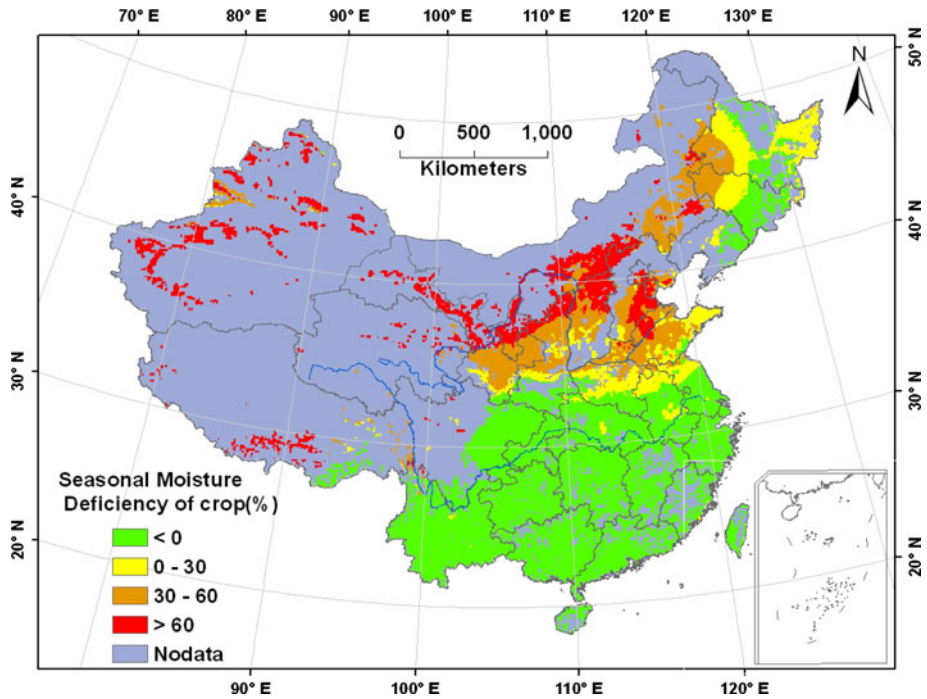 70° E 80° E 90° E 100° E 110° E 120° E 130° E
50° N
N
0 500 1,000
Kilometers
40° N
40° N
30° N
30° N
Seasonal Moisture
Deficiency of crop(%)
< 0
0 - 30
30 - 60
> 60
Nodata
20° N
20° N
90° E 100° E 110° E 120° E